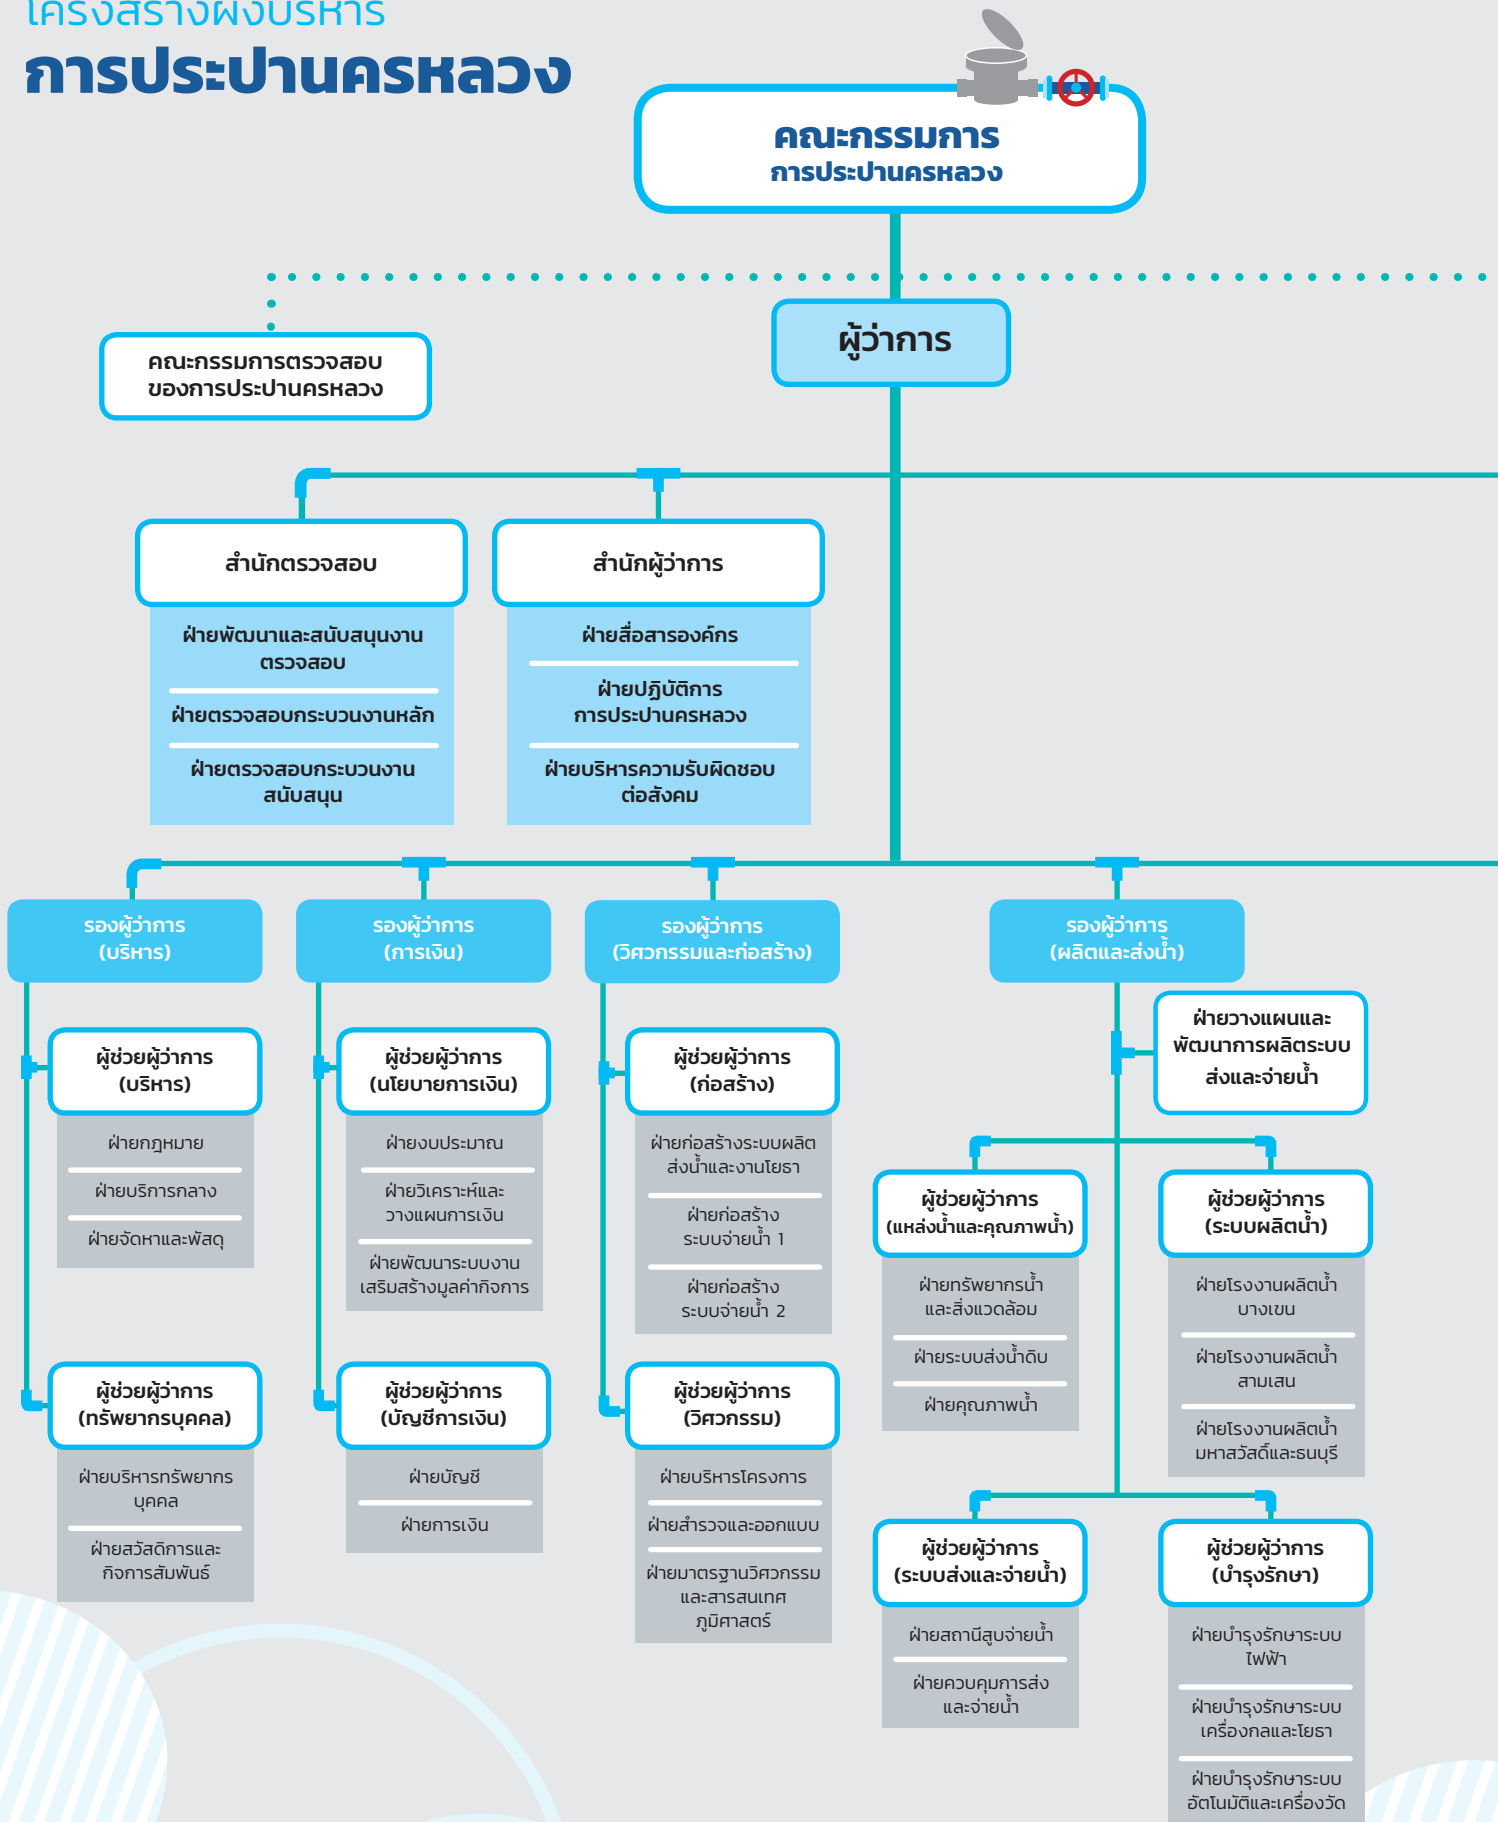 โครงสร้างผังบริหาร
การประปานครหลวง
คณะกรรมการ
การประปานครหลวง
ผู้ว่าการ
คณะกรรมการตรวจสอบ
ของการประปานครหลวง
สำนักตรวจสอบ
ฝ่ายพัฒนาและสนับสนุนงาน
ตรวจสอบ
ฝ่ายตรวจสอบกระบวนงานหลัก
ฝ่ายตรวจสอบกระบวนงาน
สนับสนุน
สำนักผู้ว่าการ
ฝ่ายสื่อสารองค์กร
ฝ่ายปฏิบัติการ
การประปานครหลวง
ฝ่ายบริหารความรับผิดชอบ
ต่อสังคม
รองผู้ว่าการ
(บริหาร)
ผู้ช่วยผู้ว่าการ
(บริหาร)
ฝ่ายกฎหมาย
ฝ่ายบริการกลาง
ฝ่ายจัดหาและพัสดุ
ผู้ช่วยผู้ว่าการ
(ทรัพยากรบุคคล)
ฝ่ายบริหารทรัพยากร
บุคคล
ฝ่ายสวัสดิการและ
กิจการสัมพันธ์
รองผู้ว่าการ
(การเงิน)
ผู้ช่วยผู้ว่าการ
(นโยบายการเงิน)
ฝ่ายงบประมาณ
ฝ่ายวิเคราะห์และ
วางแผนการเงิน
ฝ่ายพัฒนาระบบงาน
เสริมสร้างมูลค่ากิจการ
ผู้ช่วยผู้ว่าการ
(บัญชีการเงิน)
ฝ่ายบัญชี
ฝ่ายการเงิน
รองผู้ว่าการ
(วิศวกรรมและก่อสร้าง)
ผู้ช่วยผู้ว่าการ
(ก่อสร้าง)
ฝ่ายก่อสร้างระบบผลิต
ส่งน้ำและงานโยธา
ฝ่ายก่อสร้าง
ระบบจ่ายน้ำ 1
ฝ่ายก่อสร้าง
ระบบจ่ายน้ำ 2
ผู้ช่วยผู้ว่าการ
(วิศวกรรม)
ฝ่ายบริหารโครงการ
ฝ่ายสำรวจและออกแบบ
ฝ่ายมาตรฐานวิศวกรรม
และสารสนเทศ
ภูมิศาสตร์
รองผู้ว่าการ
(ผลิตและส่งน้ำ)
ฝ่ายวางแผนและ
พัฒนาการผลิตระบบ
ส่งและจ่ายน้ำ
ผู้ช่วยผู้ว่าการ
(แหล่งน้ำและคุณภาพน้ำ)
ฝ่ายทรัพยากรน้ำ
และสิ่งแวดล้อม
ฝ่ายระบบส่งน้ำดิบ
ฝ่ายคุณภาพน้ำ
ผู้ช่วยผู้ว่าการ
(ระบบผลิตน้ำ)
ฝ่ายโรงงานผลิตน้ำ
บางเขน
ฝ่ายโรงงานผลิตน้ำ
สามเสน
ฝ่ายโรงงานผลิตน้ำ
มหาสวัสดิ์และธนบุรี
ผู้ช่วยผู้ว่าการ
(ระบบส่งและจ่ายน้ำ)
ฝ่ายสถานีสูบจ่ายน้ำ
ฝ่ายควบคุมการส่ง
และจ่ายน้ำ
ผู้ช่วยผู้ว่าการ
(บำรุงรักษา)
ฝ่ายบำรุงรักษาระบบ
ไฟฟ้า
ฝ่ายบำรุงรักษาระบบ
เครื่องกลและโยธา
ฝ่ายบำรุงรักษาระบบ
อัตโนมัติและเครื่องวัด